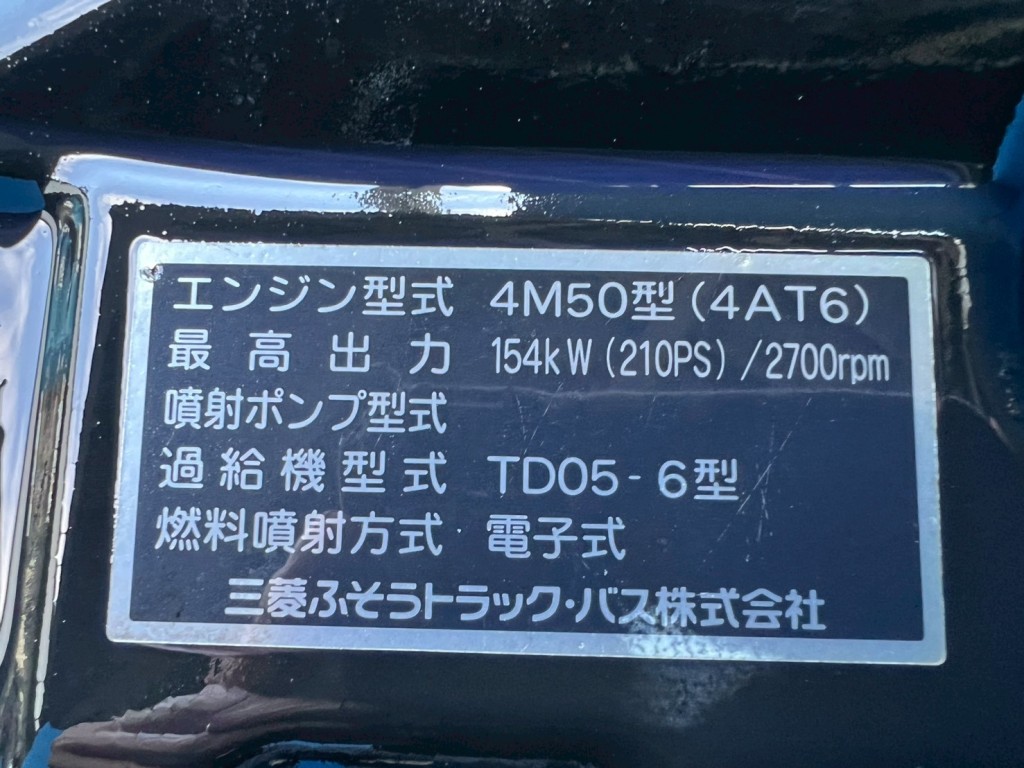 エンジン型式 4M50型(4AT6)
最高出力 154kW(210PS)/2700rpm
噴射ポンプ型式
過給機型式 TD05-6型
燃料噴射方式 電子式
三菱ふそうトラック・バス株式会社